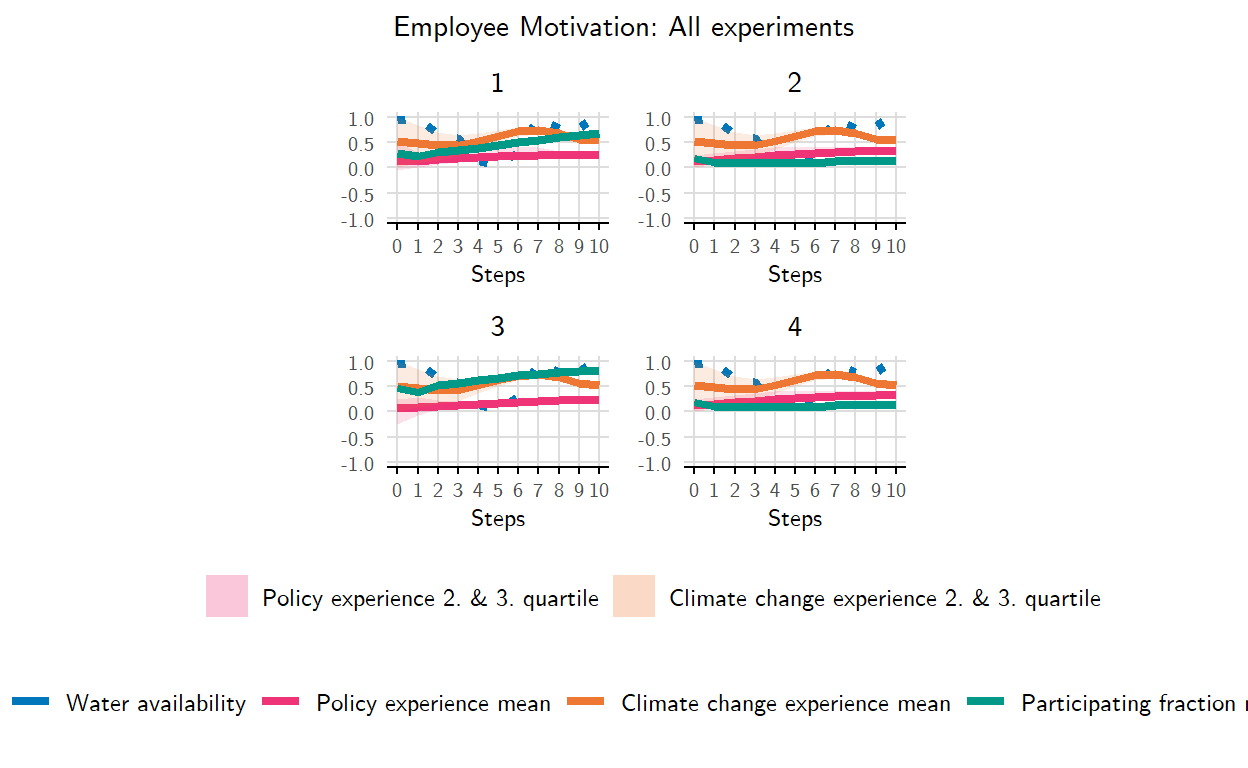 Employee Motivation: All experiments
1 2
1.0 1.0
0.5 0.5
0.0 0.0
-0.5 -0.5
-1.0 -1.0
0 1 2 3 4 5 6 7 8 9 10 0 1 2 3 4 5 6 7 8 9 10
Steps Steps
3 4
1.0 1.0
0.5 0.5
0.0 0.0
-0.5 -0.5
-1.0 -1.0
0 1 2 3 4 5 6 7 8 9 10 0 1 2 3 4 5 6 7 8 9 10
Steps Steps
Policy experience 2. & 3. quartile Climate change experience 2. & 3. quartile
Water availability Policy experience mean Climate change experience mean Participating fraction